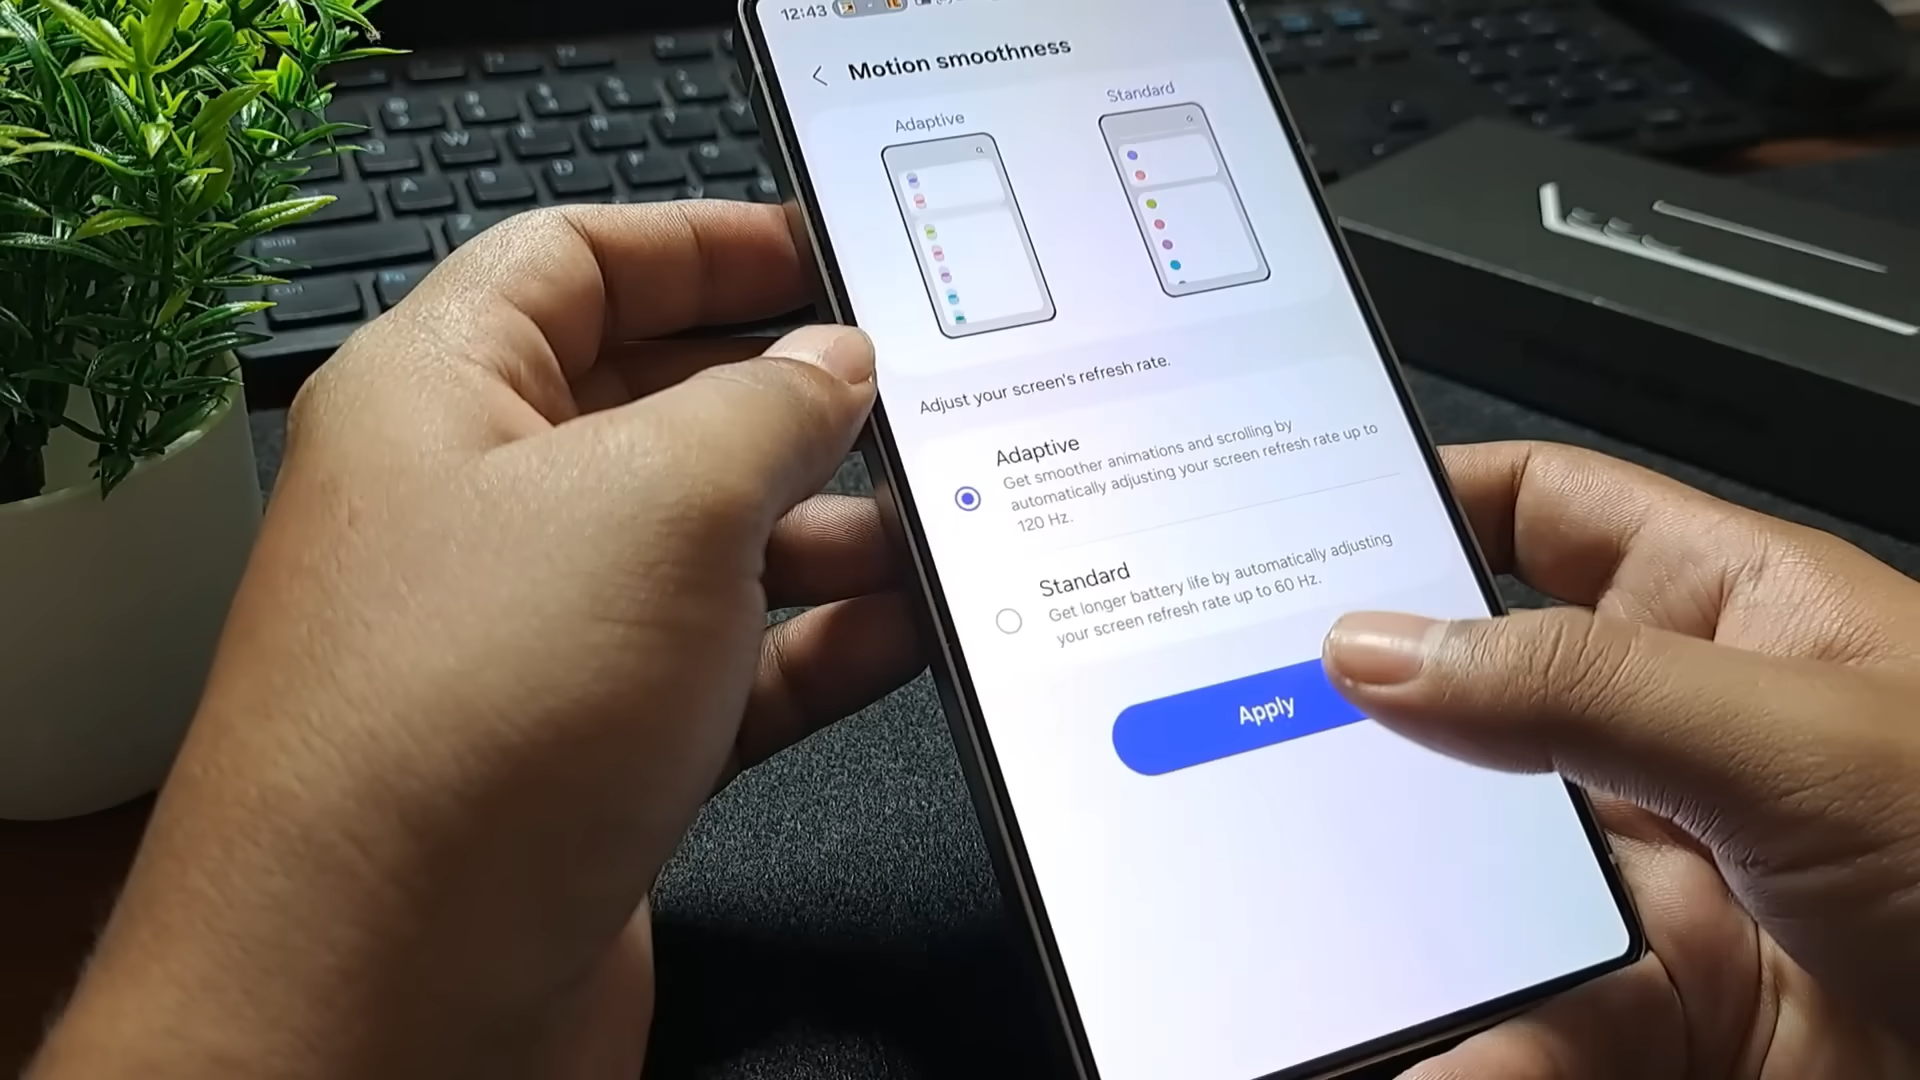 12:43
Motion smoothness
Adaptive
Standard
Adjust your screen's refresh rate.
Adaptive
Get smoother animations and scrolling by
automatically adjusting your screen refresh rate up to
120 Hz.
Standard
Get longer battery life by automatically adjusting
your screen refresh rate up to 60 Hz.
Apply